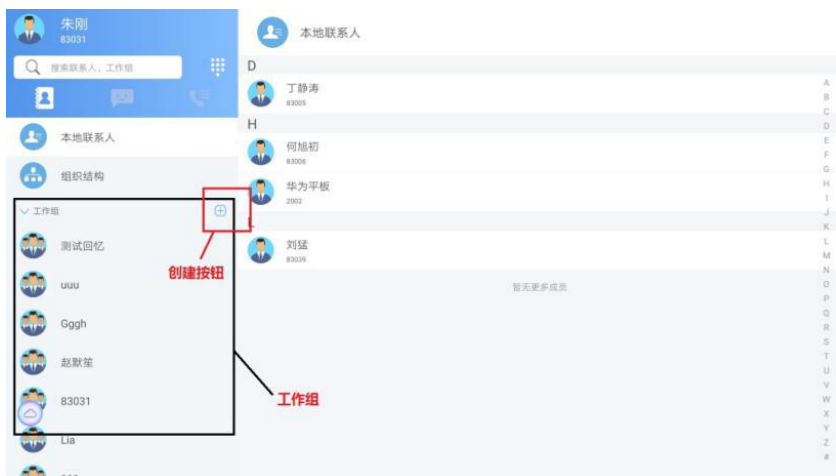 朱刚
83031
搜索联系人、工作组
本地联系人
组织结构
工作组
测试回忆
uuu
Gggh
赵默笙
83031
Lia
创建按钮
工作组
本地联系人
D
丁静涛
83005
H
何旭初
83006
华为平板
2002
L
刘猛
83039
暂无更多成员
A
B
C
D
E
F
G
H
I
J
K
L
M
N
O
P
Q
R
S
T
U
V
W
X
Y
Z
#